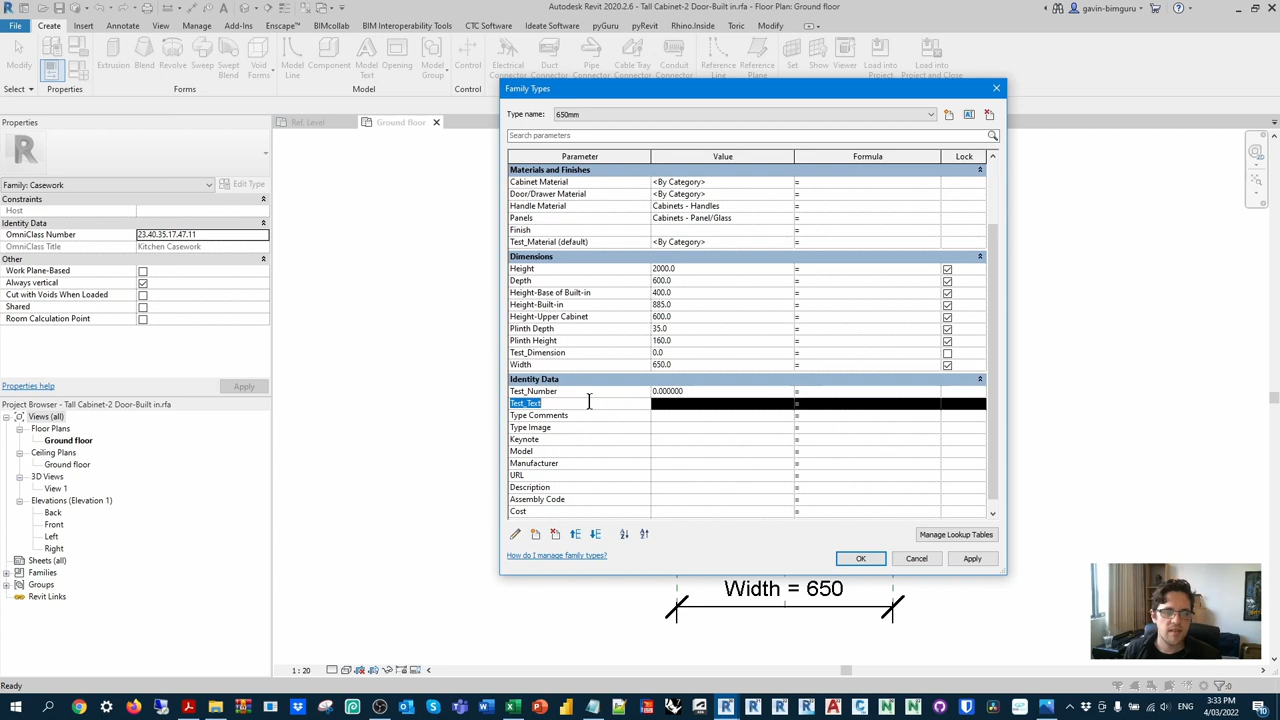 Autodesk Revit 2020.2.6 - Tall Cabinet-2 Door-Built in.rfa - Floor Plan: Ground floor
gavin-bimguru
File Create Insert Annotate View Manage Add-Ins Enscape™ BIMcollab BIM Interoperability Tools CTC Software Ideate Software pyGuru pyRevit Rhino.Inside Tonic Modify
Modify Extrusion Blend Revolve Sweep Swept Blend Void Forms Model Line Component Model Text Opening Model Group Control Electrical Connector Duct Connector Pipe Connector Cable Tray Connector Conduit Connector Reference Line Reference Plane Set Show Viewer Load into Project Load into Project and Close
Select Properties Forms Model Control
Properties
Ref. Level
Ground floor
Family: Casework
Edit Type
Constraints
Host
Identity Data
OmniClass Number 23.40.35.17.47.11
OmniClass Title Kitchen Casework
Other
Work Plane-Based
Always vertical
Cut with Voids When Loaded
Shared
Room Calculation Point
Properties help
Apply
Project Browser - Tall Cabinet-2 Door-Built in.rfa
Views (all)
Floor Plans
Ground floor
Ceiling Plans
Ground floor
3D Views
View 1
Elevations (Elevation 1)
Back
Front
Left
Right
Sheets (all)
Families
Groups
Revit Links
Family Types
Type name: 650mm
Search parameters
Parameter Value Formula Lock
Materials and Finishes
Cabinet Material <By Category> =
Door/Drawer Material <By Category> =
Handle Material Cabinets - Handles =
Panels Cabinets - Panel/Glass =
Finish =
Test_Material (default) <By Category> =
Dimensions
Height 2000.0 =
Depth 600.0 =
Height-Base of Built-in 400.0 =
Height-Built-in 885.0 =
Height-Upper Cabinet 600.0 =
Plinth Depth 35.0 =
Plinth Height 160.0 =
Test_Dimension 0.0 =
Width 650.0 =
Identity Data
Test_Number 0.000000 =
Test_Text =
Type Comments =
Type Image =
Keynote =
Model =
Manufacturer =
URL =
Description =
Assembly Code =
Cost =
Manage Lookup Tables
How do I manage family types?
OK Cancel Apply
Width = 650
1 : 20
Ready
:0
ENG
3:33 PM
4/03/2022